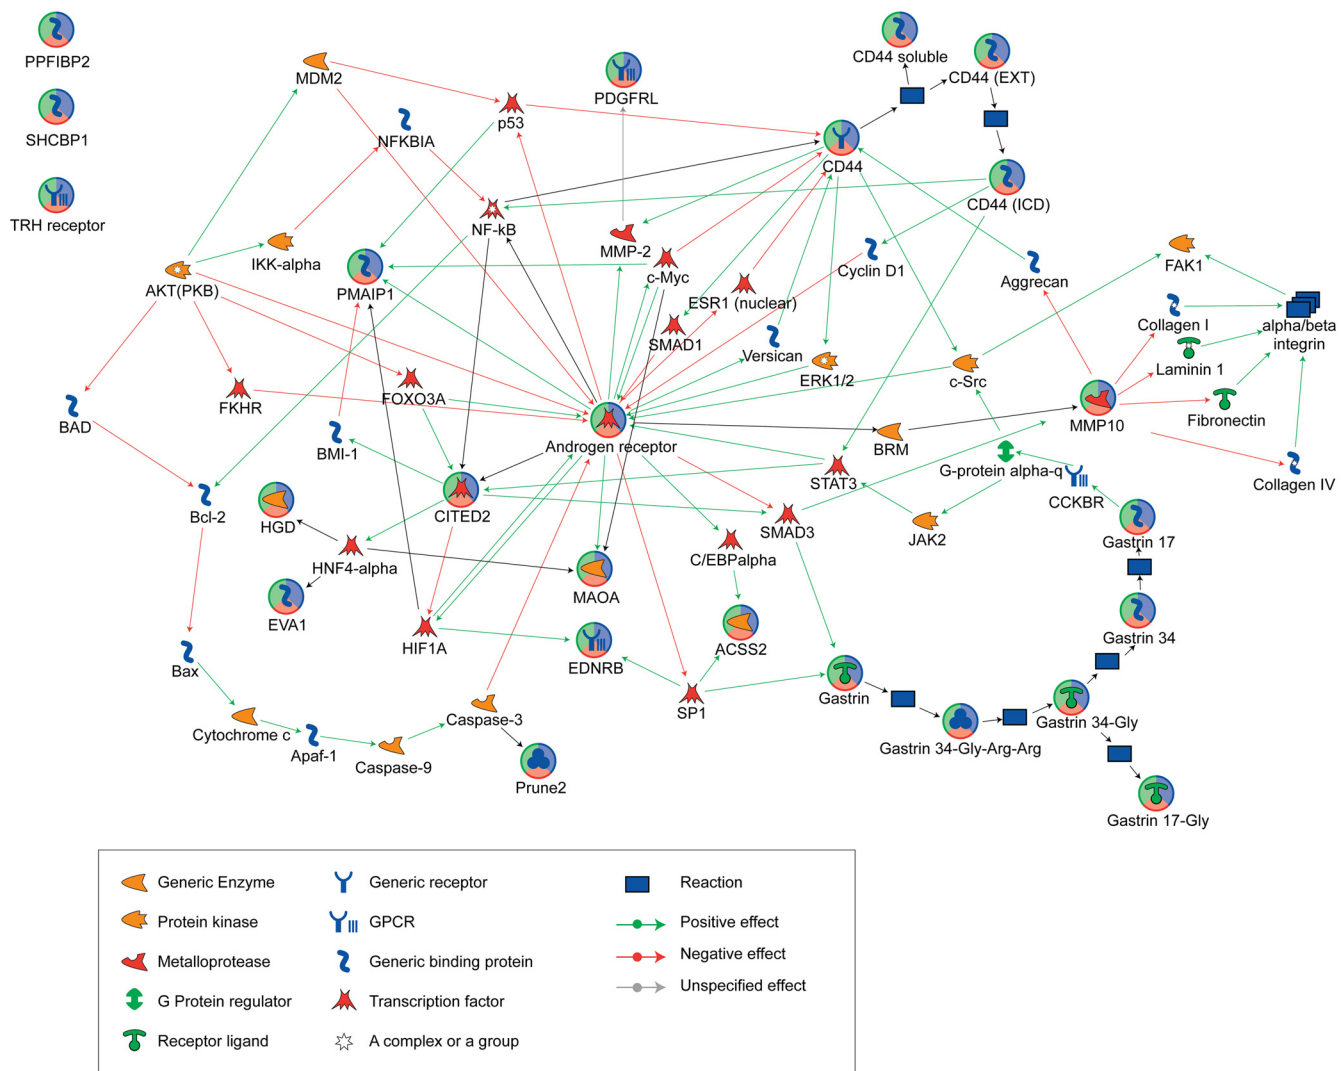 CD44 soluble
CD44 (EXT)
PPFIBP2
MDM2
PDGFRL
p53
NFKBIA
SHCBP1
CD44
CD44 (ICD)
TRH receptor
NF-kB
IKK-alpha
MMP-2
c-Myc
Cyclin D1
Aggrecan
FAK1
AKT(PKB)
PMAIP1
ESR1 (nuclear)
SMAD1
Versican
ERK1/2
c-Src
Collagen I
alpha/beta
integrin
Laminin 1
FKHR
FOXO3A
BAD
BMI-1
Androgen receptor
BRM
MMP10
Fibronectin
G-protein alpha-q
STAT3
CCKBR
Collagen IV
Bcl-2
HGD
CITED2
SMAD3
JAK2
Gastrin 17
HNF4-alpha
C/EBPalpha
MAOA
EVA1
HIF1A
EDNRB
ACSS2
Gastrin 34
Bax
Gastrin
SP1
Cytochrome c
Apaf-1
Caspase-9
Caspase-3
Gastrin 34-Gly
Gastrin 34-Gly-Arg-Arg
Prune2
Gastrin 17-Gly
Generic Enzyme
Generic receptor
Reaction
Protein kinase
GPCR
Positive effect
Metalloprotease
Generic binding protein
Negative effect
Unspecified effect
G Protein regulator
Transcription factor
Receptor ligand
A complex or a group